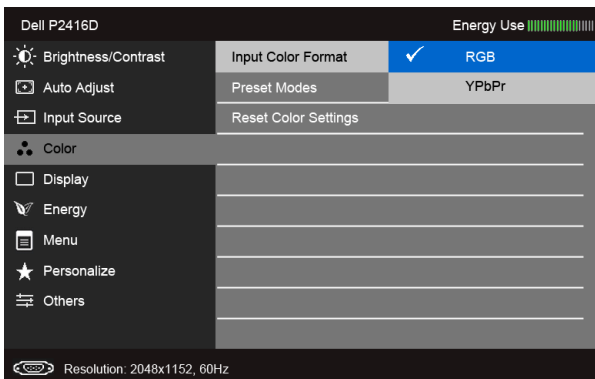 Dell P2416D Energy Use
Brightness/Contrast Input Color Format RGB
Auto Adjust Preset Modes YPbPr
Input Source Reset Color Settings
Color
Display
Energy
Menu
Personalize
Others
Resolution: 2048x1152, 60Hz